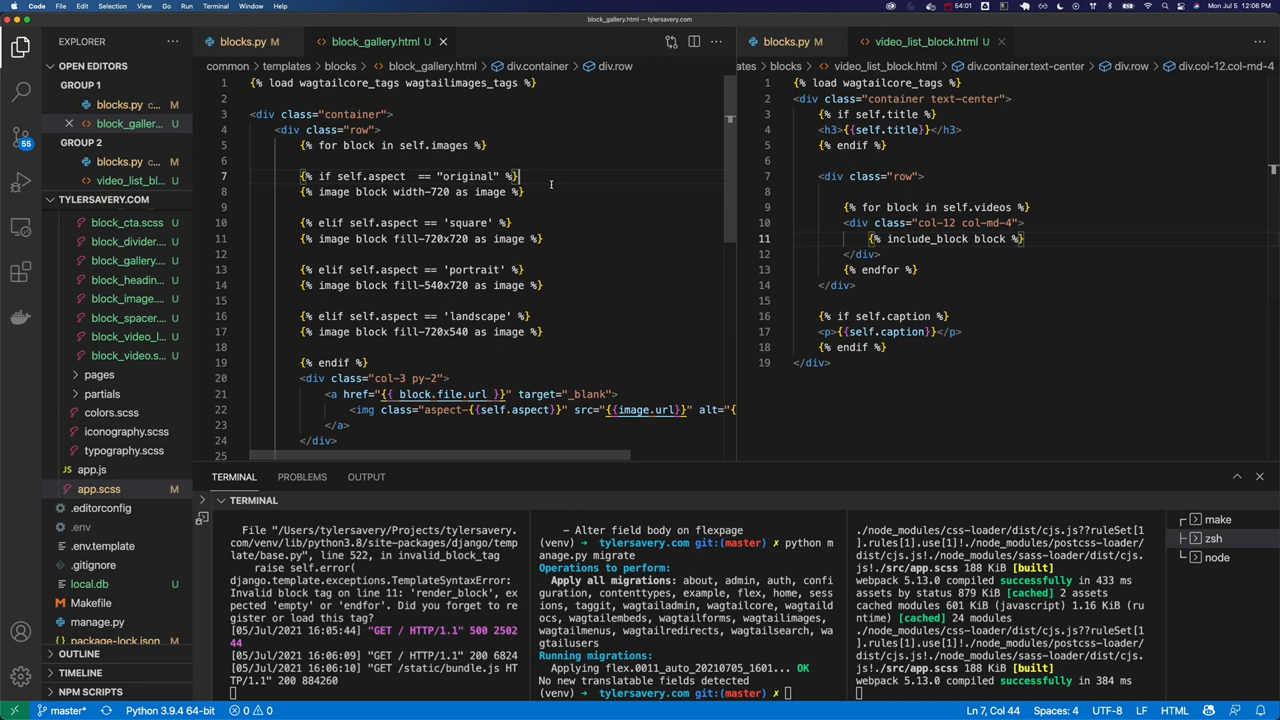 Code File Edit Selection View Go Run Terminal Window Help
54:01 Mon Jul 5 12:06 PM
block_gallery.html — tylersavery.com
EXPLORER
OPEN EDITORS
GROUP 1
blocks.py c... M
block_galler... U
GROUP 2
blocks.py c... M
video_list_bl... U
TYLERSAVERY.COM
block_cta.scss U
block_divider.... U
block_gallery.... U
block_headin... U
block_image.... U
block_spacer.... U
block_video_l... U
block_video.s... U
pages
partials
colors.scss
iconography.scss
typography.scss
app.js
app.scss M
.editorconfig
.env
.env.template
.gitignore
local.db
Makefile
manage.py
package-lock.json
OUTLINE
TIMELINE
NPM SCRIPTS
55
blocks.py M
block_gallery.html U
common > templates > blocks > block_gallery.html > div.container > div.row
1 {% load wagtailcore_tags wagtailimages_tags %}
2
3 <div class="container">
4 <div class="row">
5 {% for block in self.images %}
6
7 {% if self.aspect  == "original" %}
8 {% image block width-720 as image %}
9
10 {% elif self.aspect == 'square' %}
11 {% image block fill-720x720 as image %}
12
13 {% elif self.aspect == 'portrait' %}
14 {% image block fill-540x720 as image %}
15
16 {% elif self.aspect == 'landscape' %}
17 {% image block fill-720x540 as image %}
18
19 {% endif %}
20 <div class="col-3 py-2">
21 <a href="{{ block.file.url }}" target="_blank">
22 <img class="aspect-{{self.aspect}}" src="{{image.url}}" alt="{
23 </a>
24 </div>
25
blocks.py M
video_list_block.html U
ates > blocks > video_list_block.html > div.container.text-center > div.row > div.col-12.col-md-4
1 {% load wagtailcore_tags %}
2 <div class="container text-center">
3 {% if self.title %}
4 <h3>{{self.title}}</h3>
5 {% endif %}
6
7 <div class="row">
8
9 {% for block in self.videos %}
10 <div class="col-12 col-md-4">
11 {% include_block block %}
12 </div>
13 {% endfor %}
14 </div>
15
16 {% if self.caption %}
17 <p>{{self.caption}}</p>
18 {% endif %}
19 </div>
TERMINAL PROBLEMS OUTPUT
TERMINAL
File "/Users/tylersavery/Projects/tylersavery.
com/venv/lib/python3.8/site-packages/django/temp
late/base.py", line 522, in invalid_block_tag
raise self.error(
django.template.exceptions.TemplateSyntaxError:
Invalid block tag on line 11: 'render_block', ex
pected 'empty' or 'endfor'. Did you forget to re
gister or load this tag?
[05/Jul/2021 16:05:44] "GET / HTTP/1.1" 500 2502
44
[05/Jul/2021 16:06:09] "GET / HTTP/1.1" 200 6824
[05/Jul/2021 16:06:10] "GET /static/bundle.js HT
TP/1.1" 200 884260
- Alter field body on flexpage
(venv) ➜ tylersavery.com git:(master) ✗ python m
anage.py migrate
Operations to perform:
Apply all migrations: about, admin, auth, confi
guration, contenttypes, example, flex, home, sess
ions, taggit, wagtailadmin, wagtailcore, wagtaild
ocs, wagtailembeds, wagtailforms, wagtailimages,
wagtailmenus, wagtailredirects, wagtailsearch, wa
gtailusers
Running migrations:
Applying flex.0011_auto_20210705_1601... OK
No new translatable fields detected
(venv) ➜ tylersavery.com git:(master) ✗
./node_modules/css-loader/dist/cjs.js??ruleSet[1
].rules[1].use[1]!./node_modules/postcss-loader/
dist/cjs.js!./node_modules/sass-loader/dist/cjs.
js!./src/app.scss 188 KiB [built]
webpack 5.13.0 compiled successfully in 433 ms
assets by status 879 KiB [cached] 2 assets
cached modules 601 KiB (javascript) 1.16 KiB (ru
ntime) [cached] 24 modules
./node_modules/css-loader/dist/cjs.js??ruleSet[1
].rules[1].use[1]!./node_modules/postcss-loader/
dist/cjs.js!./node_modules/sass-loader/dist/cjs.
js!./src/app.scss 188 KiB [built]
webpack 5.13.0 compiled successfully in 384 ms
make
zsh
node
master* Python 3.9.4 64-bit 0 0 Ln 7, Col 44 Spaces: 4 UTF-8 LF HTML